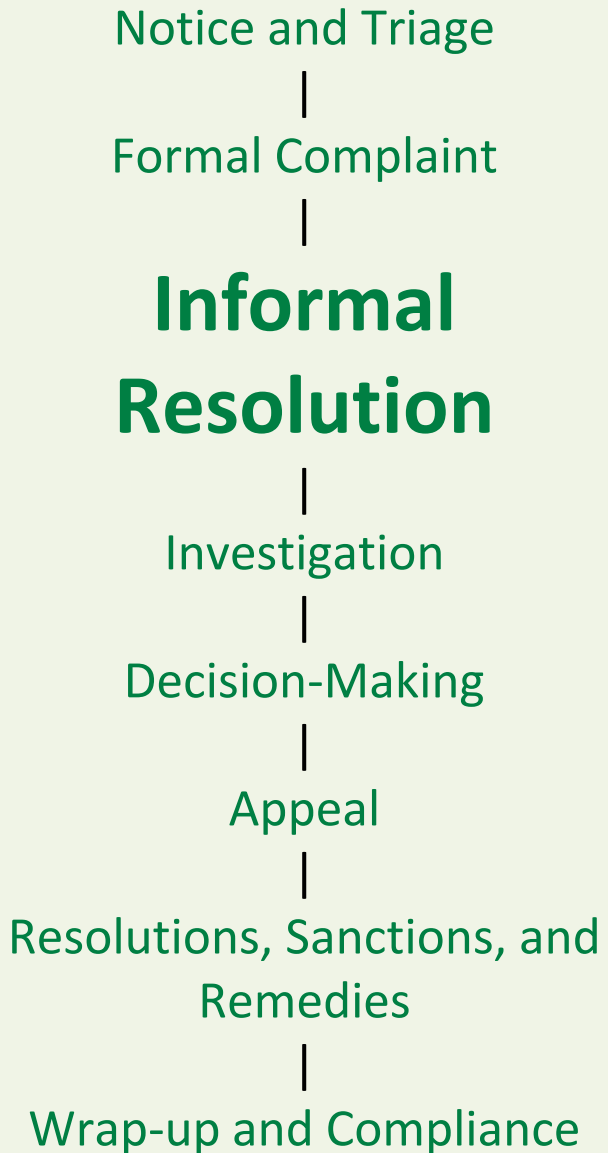 Notice and Triage
Formal Complaint
Informal
Resolution
Investigation
Decision-Making
Appeal
Resolutions, Sanctions, and
Remedies
Wrap-up and Compliance